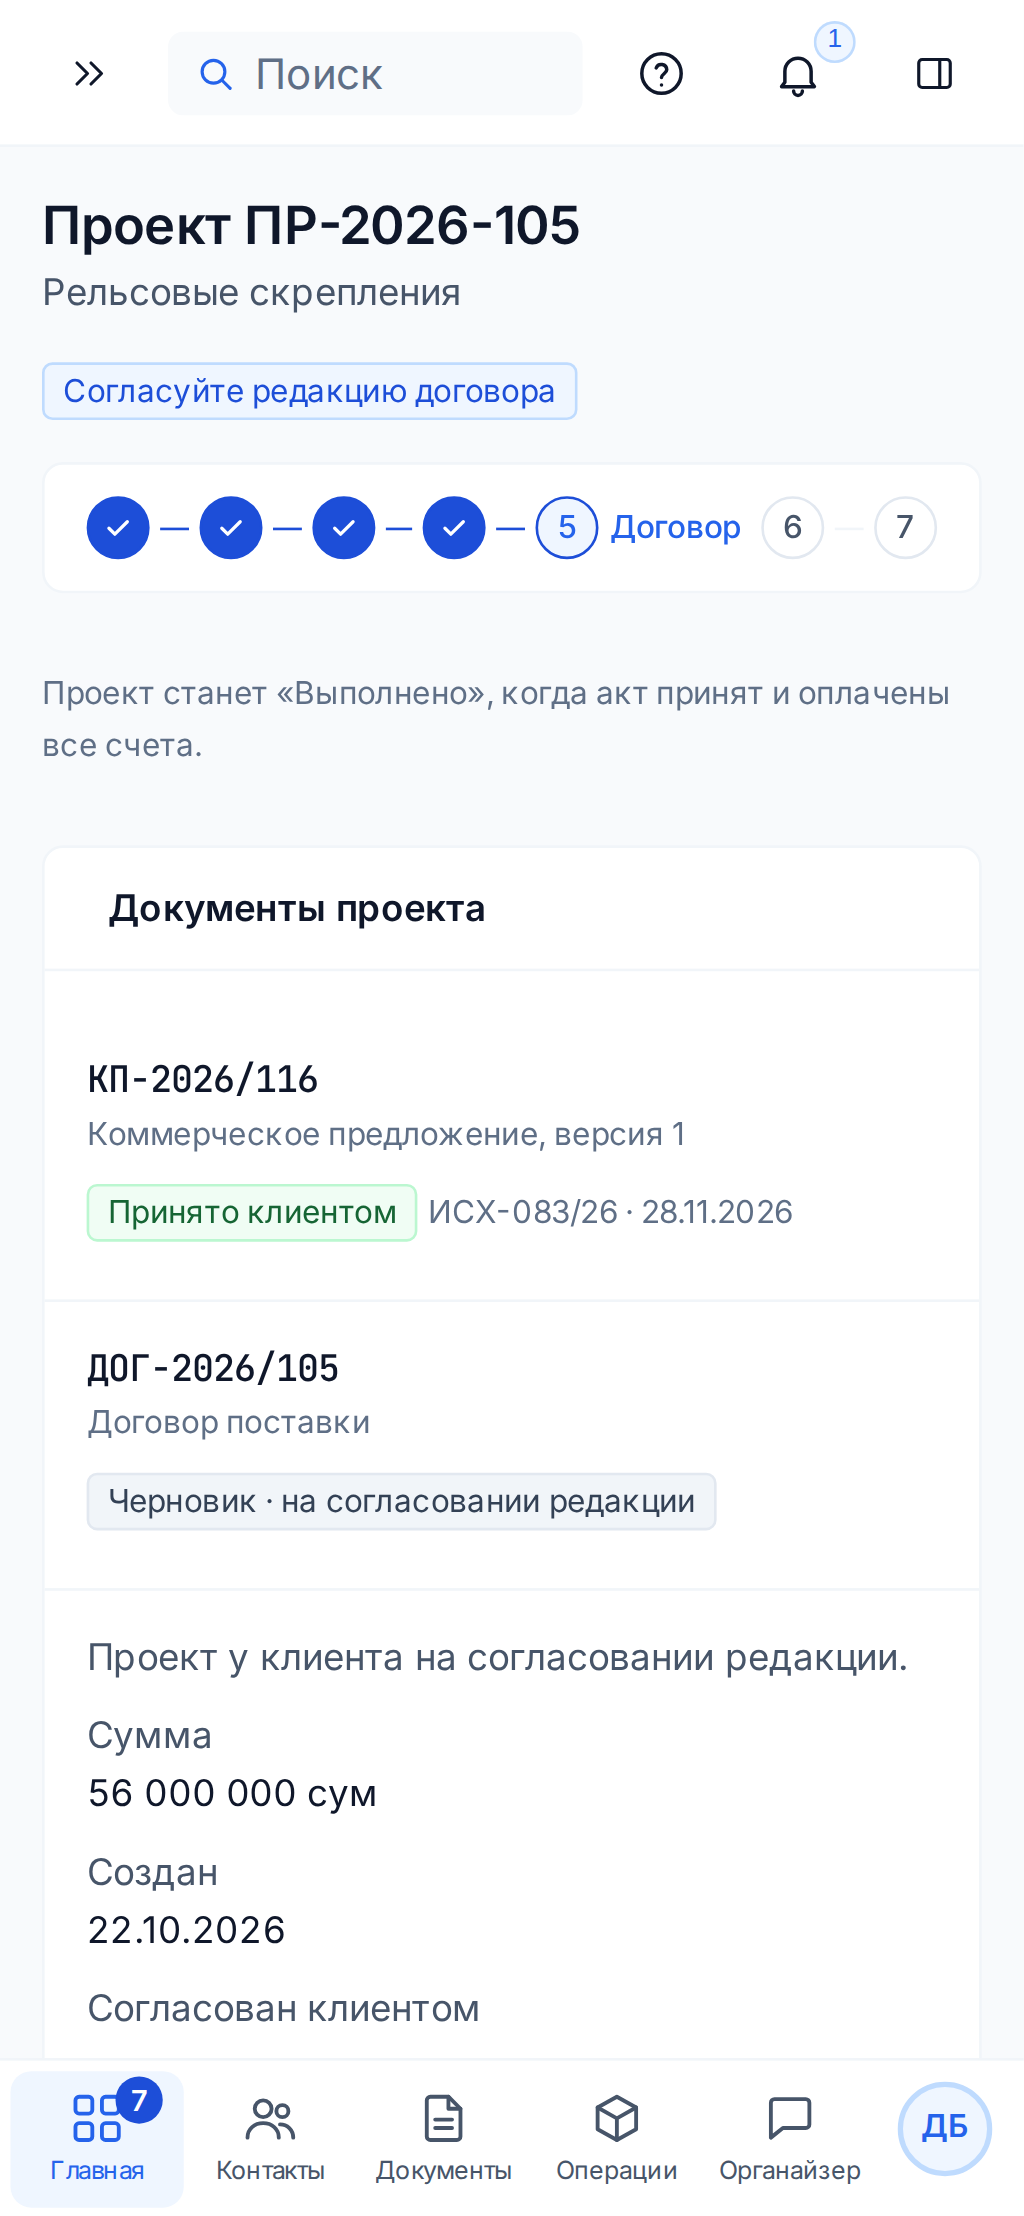 Поиск
1
Проект ПР-2026-105
Рельсовые скрепления
Согласуйте редакцию договора
5 Договор 6 7
Проект станет «Выполнено», когда акт принят и оплачены
все счета.
Документы проекта
КП-2026/116
Коммерческое предложение, версия 1
Принято клиентом ИСХ-083/26 · 28.11.2026
ДОГ-2026/105
Договор поставки
Черновик · на согласовании редакции
Проект у клиента на согласовании редакции.
Сумма
56 000 000 сум
Создан
22.10.2026
Согласован клиентом
7
Главная
Контакты
Документы
Операции
Органайзер
ДБ